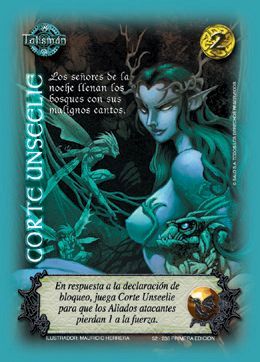 Talismán
2
Los señores de la
noche llenan los
bosques con sus
malignos cantos.
CORTE UNSEELIE
En respuesta a la declaración de
bloqueo, juega Corte Unseelie
para que los Aliados atacantes
pierdan 1 a la fuerza.
ILUSTRADOR: MAURICIO HERRERA
PRIMERA EDICION